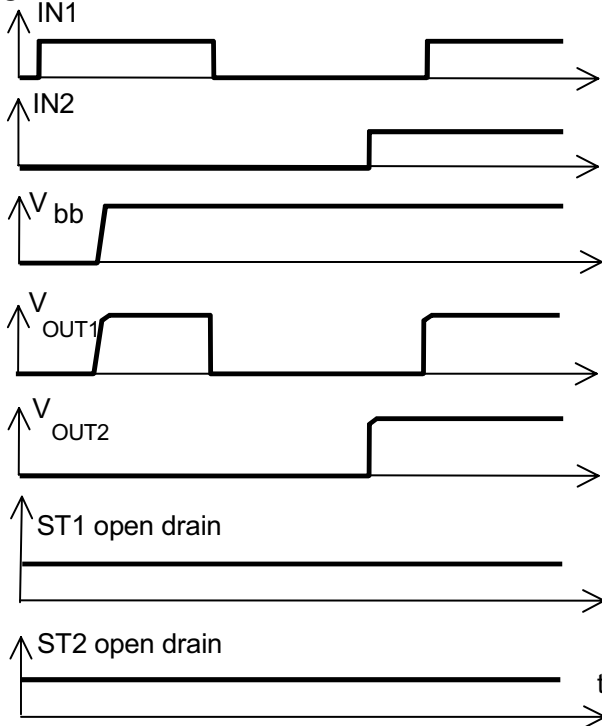 IN1
IN2
V bb
V OUT1
V OUT2
ST1 open drain
ST2 open drain
t